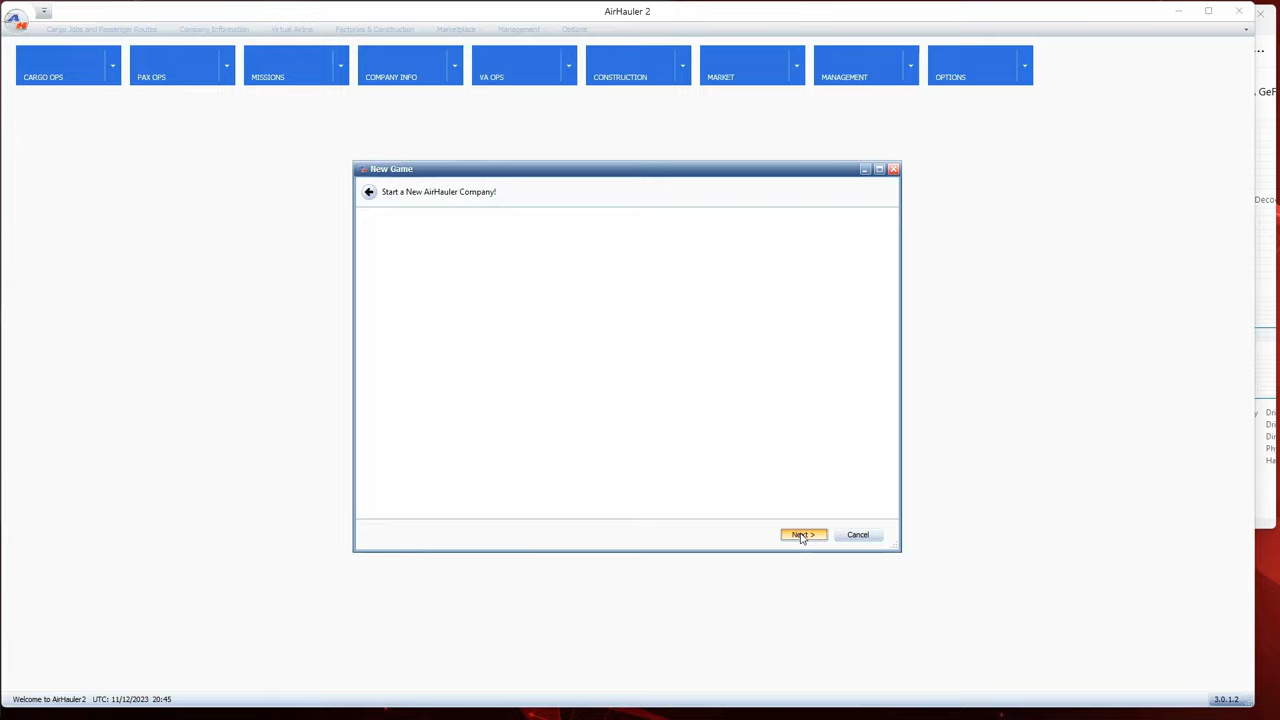 AirHauler 2
Cargo Jobs and Passenger Routes Company Information Virtual Airline Factories & Construction Marketplace Management Options
CARGO OPS PAX OPS MISSIONS COMPANY INFO VA OPS CONSTRUCTION MARKET MANAGEMENT OPTIONS
New Game
Start a New AirHauler Company!
Next > Cancel
Welcome to AirHauler2 UTC: 11/12/2023 20:45 3.0.1.2